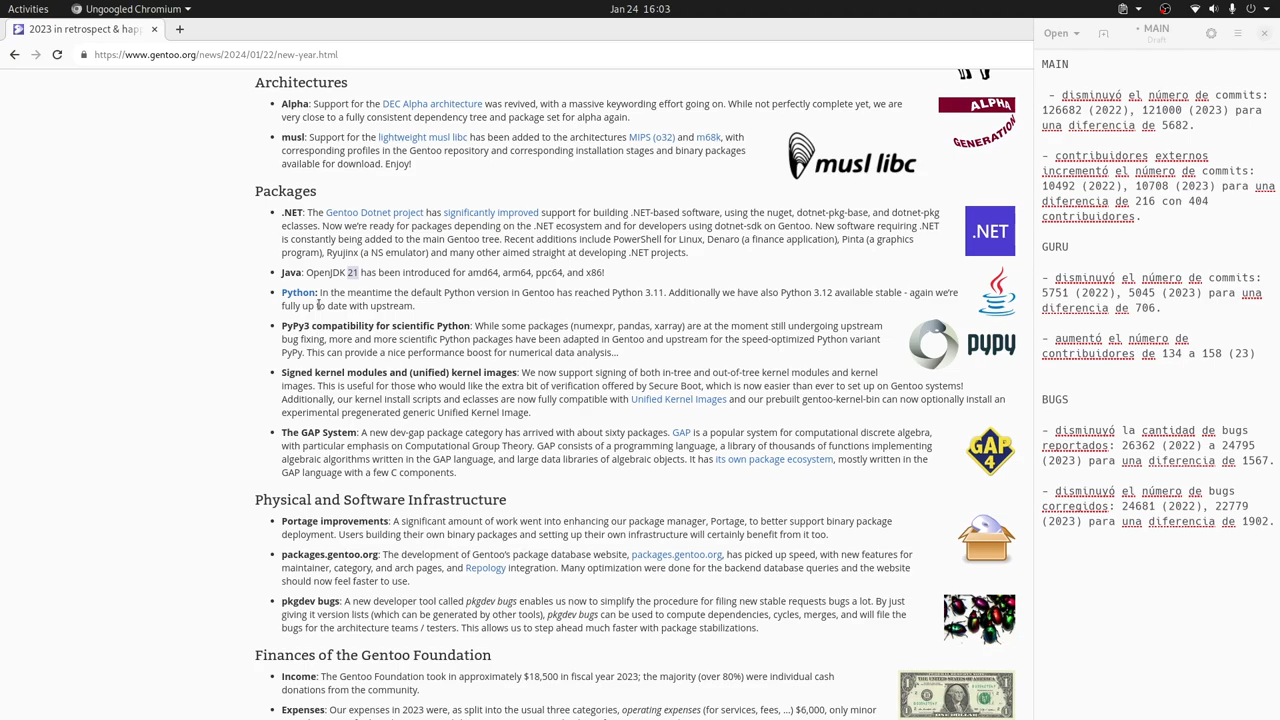 Activities
Ungoogled Chromium
Jan 24 16:03
2023 in retrospect & hap
https://www.gentoo.org/news/2024/01/22/new-year.html
Architectures
Alpha: Support for the DEC Alpha architecture was revived, with a massive keywording effort going on. While not perfectly complete yet, we are
very close to a fully consistent dependency tree and package set for alpha again.
ALPHA
GENERATION
musl: Support for the lightweight musl libc has been added to the architectures MIPS (o32) and m68k, with
corresponding profiles in the Gentoo repository and corresponding installation stages and binary packages
available for download. Enjoy!
musl libc
Packages
.NET: The Gentoo Dotnet project has significantly improved support for building .NET-based software, using the nuget, dotnet-pkg-base, and dotnet-pkg
eclasses. Now we're ready for packages depending on the .NET ecosystem and for developers using dotnet-sdk on Gentoo. New software requiring .NET
is constantly being added to the main Gentoo tree. Recent additions include PowerShell for Linux, Denaro (a finance application), Pinta (a graphics
program), Ryujinx (a NS emulator) and many other aimed straight at developing .NET projects.
.NET
Java: OpenJDK 21 has been introduced for amd64, arm64, ppc64, and x86!
Python: In the meantime the default Python version in Gentoo has reached Python 3.11. Additionally we have also Python 3.12 available stable - again we're
fully up to date with upstream.
PyPy3 compatibility for scientific Python: While some packages (numexpr, pandas, xarray) are at the moment still undergoing upstream
bug fixing, more and more scientific Python packages have been adapted in Gentoo and upstream for the speed-optimized Python variant
PyPy. This can provide a nice performance boost for numerical data analysis...
pypy
Signed kernel modules and (unified) kernel images: We now support signing of both in-tree and out-of-tree kernel modules and kernel
images. This is useful for those who would like the extra bit of verification offered by Secure Boot, which is now easier than ever to set up on Gentoo systems!
Additionally, our kernel install scripts and eclasses are now fully compatible with Unified Kernel Images and our prebuilt gentoo-kernel-bin can now optionally install an
experimental pregenerated generic Unified Kernel Image.
The GAP System: A new dev-gap package category has arrived with about sixty packages. GAP is a popular system for computational discrete algebra,
with particular emphasis on Computational Group Theory. GAP consists of a programming language, a library of thousands of functions implementing
algebraic algorithms written in the GAP language, and large data libraries of algebraic objects. It has its own package ecosystem, mostly written in the
GAP language with a few C components.
GAP
4
Physical and Software Infrastructure
Portage improvements: A significant amount of work went into enhancing our package manager, Portage, to better support binary package
deployment. Users building their own binary packages and setting up their own infrastructure will certainly benefit from it too.
packages.gentoo.org: The development of Gentoo's package database website, packages.gentoo.org, has picked up speed, with new features for
maintainer, category, and arch pages, and Repology integration. Many optimization were done for the backend database queries and the website
should now feel faster to use.
pkgdev bugs: A new developer tool called pkgdev bugs enables us now to simplify the procedure for filing new stable requests bugs a lot. By just
giving it version lists (which can be generated by other tools), pkgdev bugs can be used to compute dependencies, cycles, merges, and will file the
bugs for the architecture teams / testers. This allows us to step ahead much faster with package stabilizations.
Finances of the Gentoo Foundation
Income: The Gentoo Foundation took in approximately $18,500 in fiscal year 2023; the majority (over 80%) were individual cash
donations from the community.
Expenses: Our expenses in 2023 were, as split into the usual three categories, operating expenses (for services, fees, ...) $6,000, only minor
Open
• MAIN
Draft
MAIN
- disminuyó el número de commits:
126682 (2022), 121000 (2023) para
una diferencia de 5682.
- contribuidores externos
incrementó el número de commits:
10492 (2022), 10708 (2023) para una
diferencia de 216 con 404
contribuidores.
GURU
- disminuyó el número de commits:
5751 (2022), 5045 (2023) para una
diferencia de 706.
- aumentó el número de
contribuidores de 134 a 158 (23)
BUGS
- disminuyó la cantidad de bugs
reportados: 26362 (2022) a 24795
(2023) para una diferencia de 1567.
- disminuyó el número de bugs
corregidos: 24681 (2022), 22779
(2023) para una diferencia de 1902.